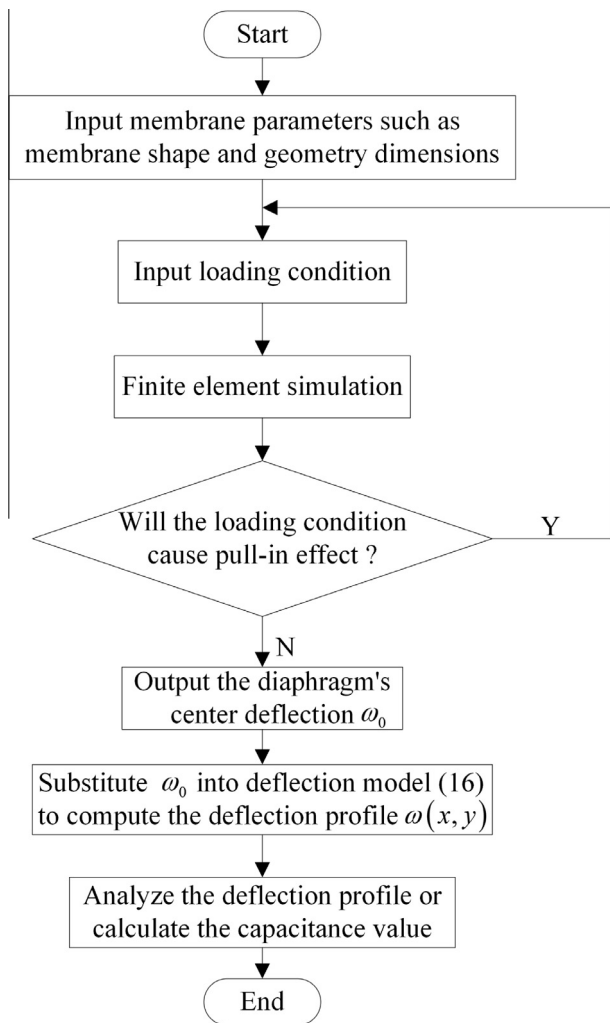 Start
Input membrane parameters such as
membrane shape and geometry dimensions
Input loading condition
Finite element simulation
Will the loading condition
cause pull-in effect ?
Y
N
Output the diaphragm's
center deflection ω₀
Substitute ω₀ into deflection model (16)
to compute the deflection profile ω(x, y)
Analyze the deflection profile or
calculate the capacitance value
End